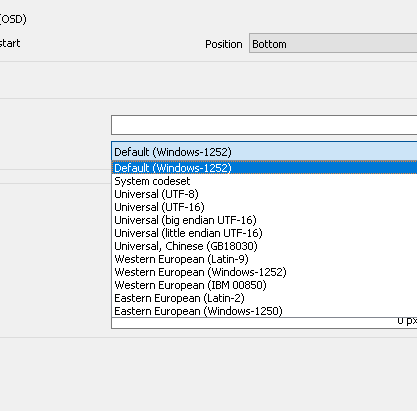 (OSD)
start
Position Bottom
Default (Windows-1252)
Default (Windows-1252)
System codeset
Universal (UTF-8)
Universal (UTF-16)
Universal (big endian UTF-16)
Universal (little endian UTF-16)
Universal, Chinese (GB18030)
Western European (Latin-9)
Western European (Windows-1252)
Western European (IBM 00850)
Eastern European (Latin-2)
Eastern European (Windows-1250)
0 px